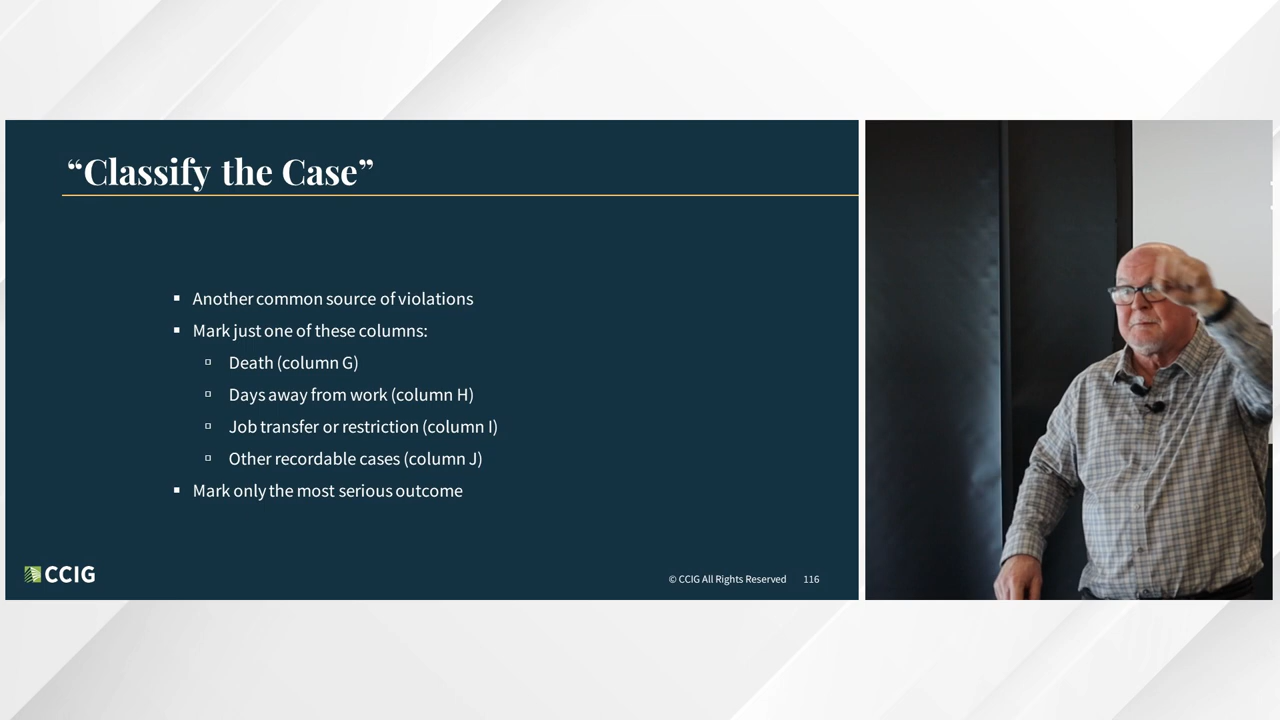 “Classify the Case”
▪ Another common source of violations
▪ Mark just one of these columns:
▫ Death (column G)
▫ Days away from work (column H)
▫ Job transfer or restriction (column I)
▫ Other recordable cases (column J)
▪ Mark only the most serious outcome
CCIG
© CCIG All Rights Reserved 116